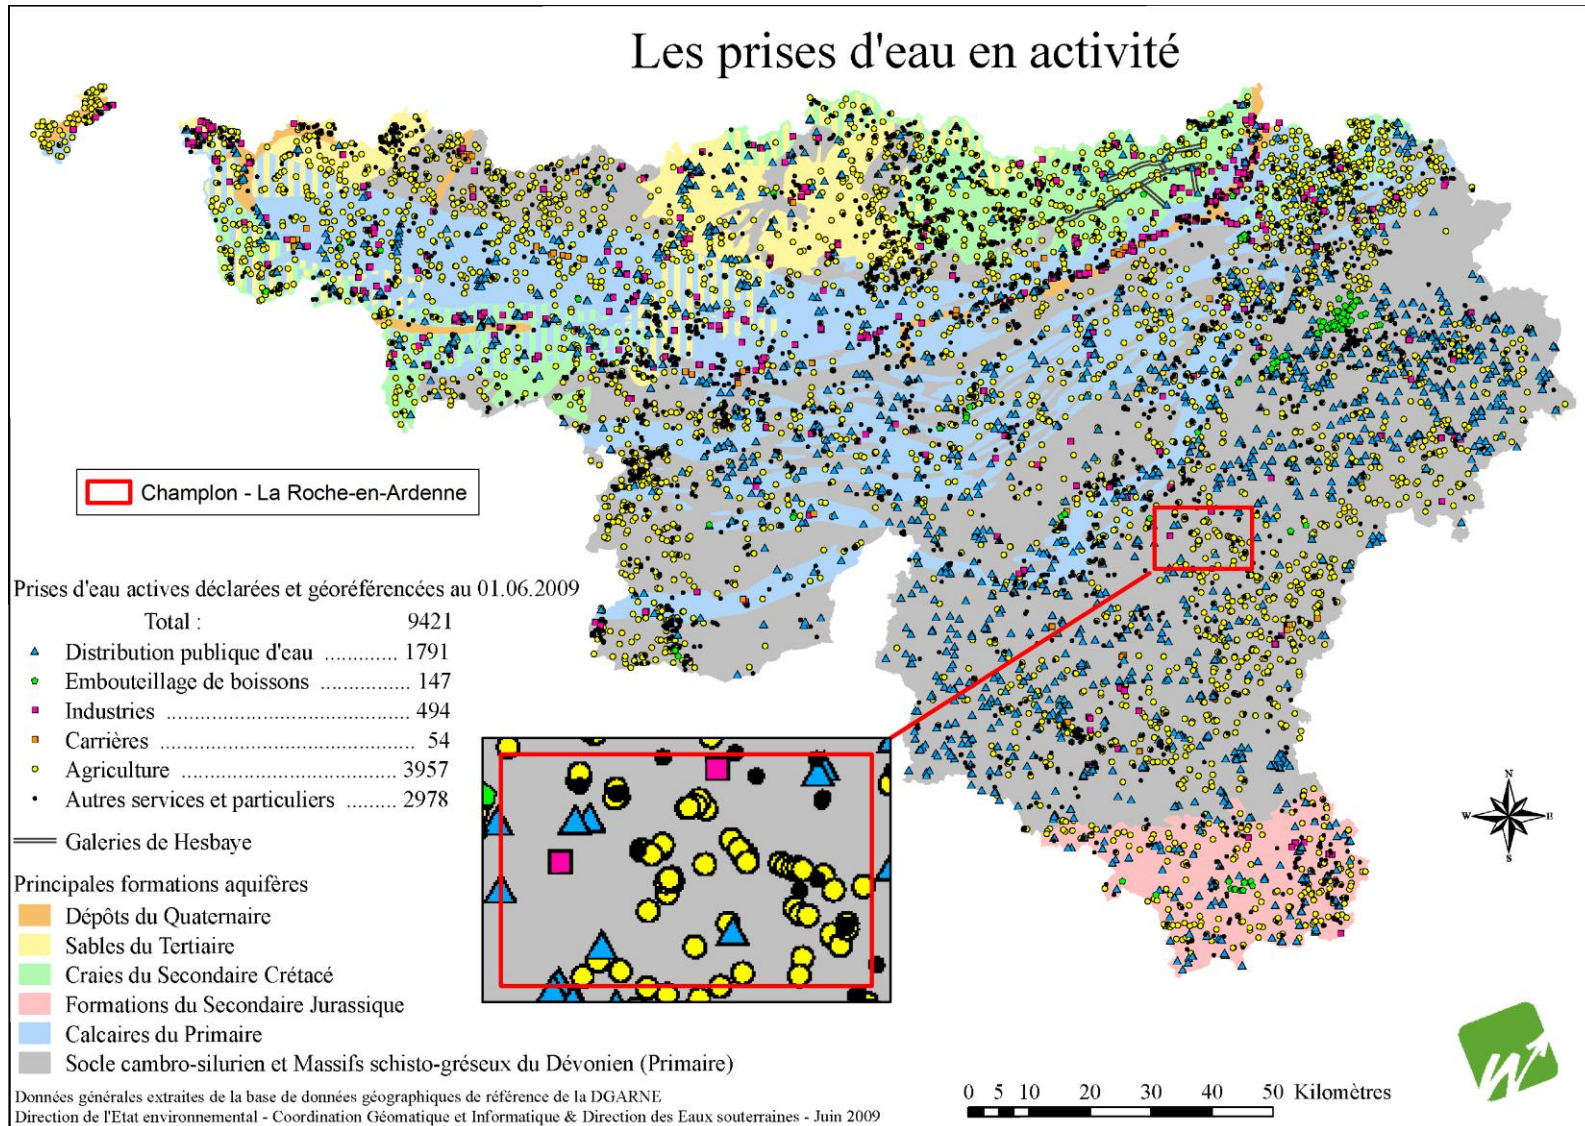 Les prises d'eau en activité
Champlon - La Roche-en-Ardenne
Prises d'eau actives déclarées et géoréférencées au 01.06.2009
Total : 9421
Distribution publique d'eau ............. 1791
Embouteillage de boissons ................ 147
Industries ........................................... 494
Carrières ............................................... 54
Agriculture ........................................ 3957
Autres services et particuliers ......... 2978
Galeries de Hesbaye
Principales formations aquifères
Dépôts du Quaternaire
Sables du Tertiaire
Craies du Secondaire Crétacé
Formations du Secondaire Jurassique
Calcaires du Primaire
Socle cambro-silurien et Massifs schisto-gréseux du Dévonien (Primaire)
Données générales extraites de la base de données géographiques de référence de la DGARNE
Direction de l'Etat environnemental - Coordination Géomatique et Informatique & Direction des Eaux souterraines - Juin 2009
N
W E
S
0 5 10 20 30 40 50 Kilomètres
W